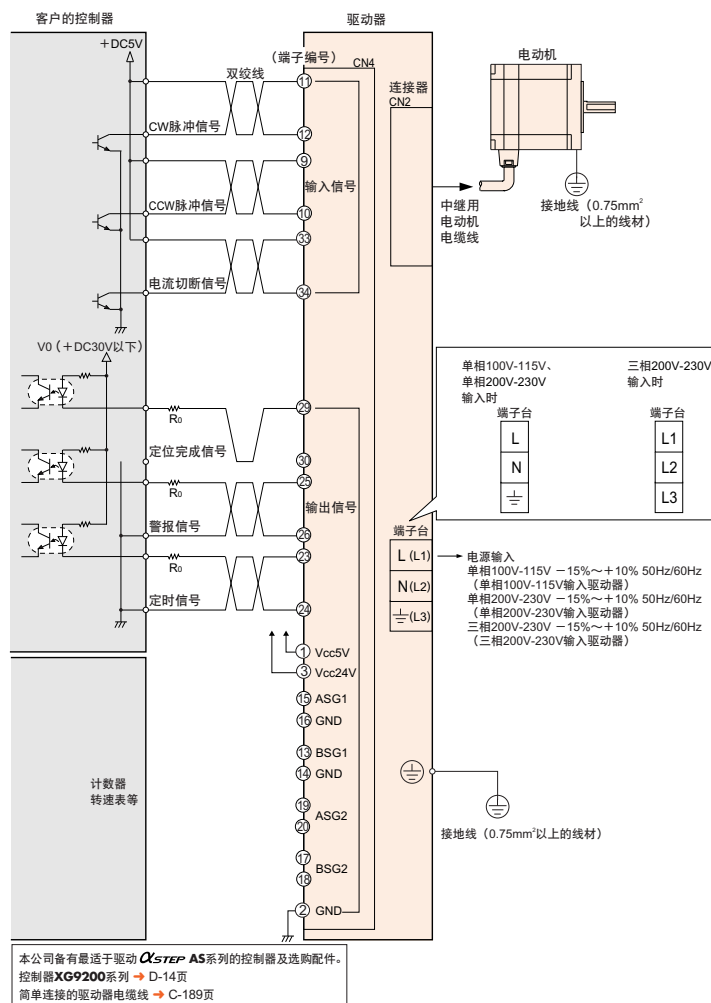 客户的控制器
驱动器
＋DC5V
（端子编号）
CN4
双绞线
连接器
CN2
电动机
11
CW脉冲信号
12
9
输入信号
CCW脉冲信号
10
33
电流切断信号
34
中继用
电动机
电缆线
接地线（0.75mm²
以上的线材）
V0（＋DC30V以下）
单相100V-115V、
单相200V-230V
输入时
端子台
L
N
三相200V-230V
输入时
端子台
L1
L2
L3
29
R0
定位完成信号
30
25
R0
输出信号
警报信号
26
23
R0
定时信号
24
端子台
L (L1)
N(L2)
(L3)
电源输入
单相100V-115V －15%～＋10% 50Hz/60Hz
（单相100V-115V输入驱动器）
单相200V-230V －15%～＋10% 50Hz/60Hz
（单相200V-230V输入驱动器）
三相200V-230V －15%～＋10% 50Hz/60Hz
（三相200V-230V输入驱动器）
1 Vcc5V
3 Vcc24V
15 ASG1
16 GND
13 BSG1
14 GND
19
ASG2
20
17
BSG2
18
2 GND
计数器
转速表等
接地线（0.75mm²以上的线材）
本公司备有最适于驱动 αSTEP AS系列的控制器及选购配件。
控制器XG9200系列 → D-14页
简单连接的驱动器电缆线 → C-189页